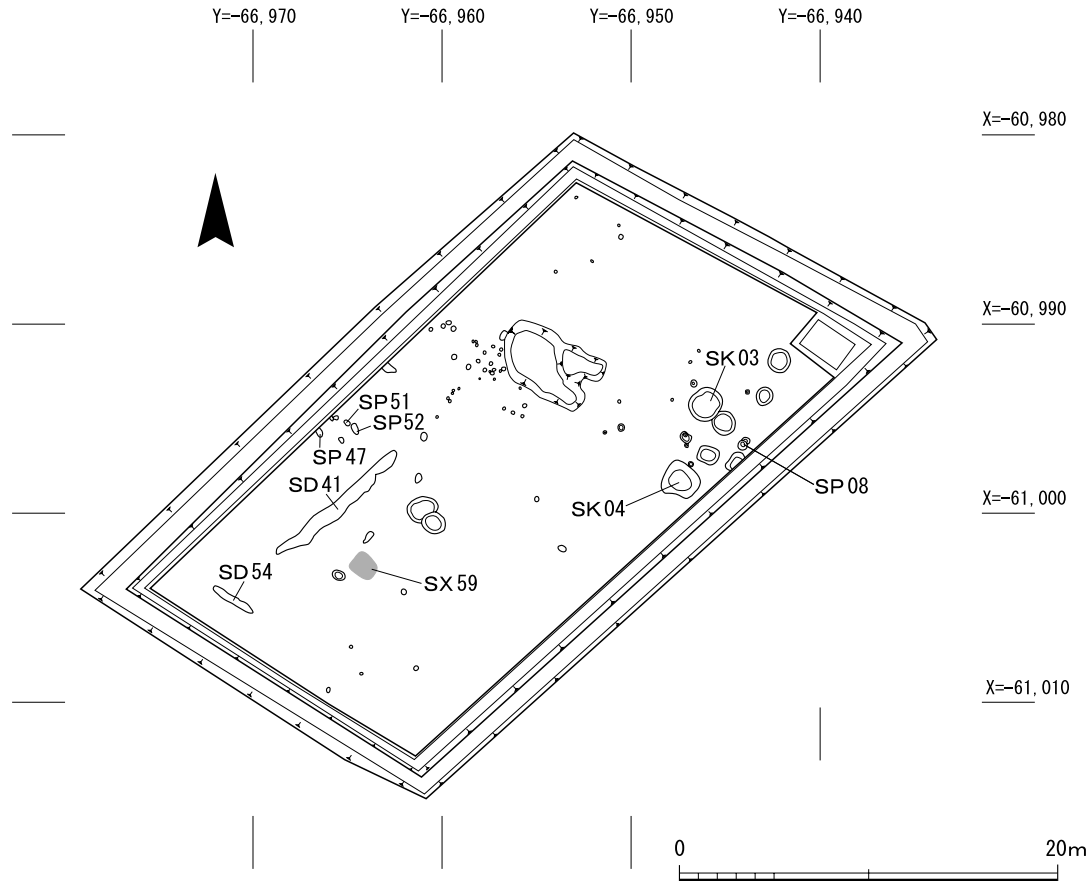 Y=-66,970
Y=-66,960
Y=-66,950
Y=-66,940
X=-60,980
X=-60,990
SK03
SP51
SP52
SP47
SD41
SP08
SK04
X=-61,000
SD54
SX59
X=-61,010
0
20m